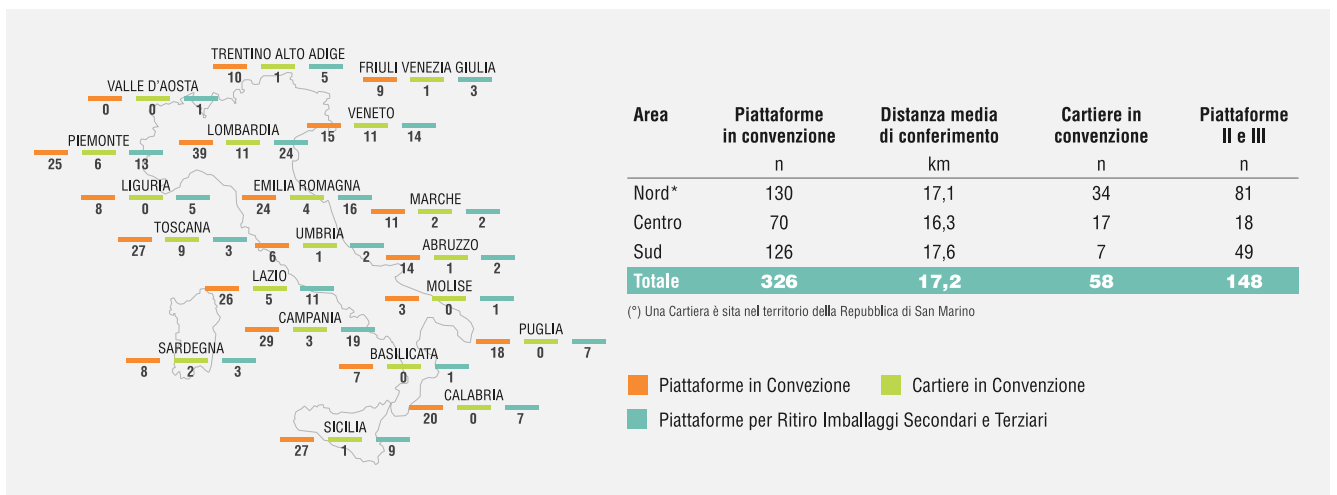 TRENTINO ALTO ADIGE
10 1 5
FRIULI VENEZIA GIULIA
9 1 3
VALLE D'AOSTA
0 0 1
VENETO
15 11 14
LOMBARDIA
39 11 24
PIEMONTE
25 6 13
LIGURIA
8 0 5
EMILIA ROMAGNA
24 4 16
MARCHE
11 2 2
TOSCANA
27 9 3
UMBRIA
6 1 2
ABRUZZO
14 1 2
LAZIO
26 5 11
MOLISE
3 0 1
CAMPANIA
29 3 19
PUGLIA
18 0 7
SARDEGNA
8 2 3
BASILICATA
7 0 1
CALABRIA
20 0 7
SICILIA
27 1 9
Area Piattaforme Distanza media Cartiere in Piattaforme
in convenzione di conferimento convenzione II e III
n km n n
Nord* 130 17,1 34 81
Centro 70 16,3 17 18
Sud 126 17,6 7 49
Totale 326 17,2 58 148
(°) Una Cartiera è sita nel territorio della Repubblica di San Marino
Piattaforme in Convezione Cartiere in Convenzione
Piattaforme per Ritiro Imballaggi Secondari e Terziari